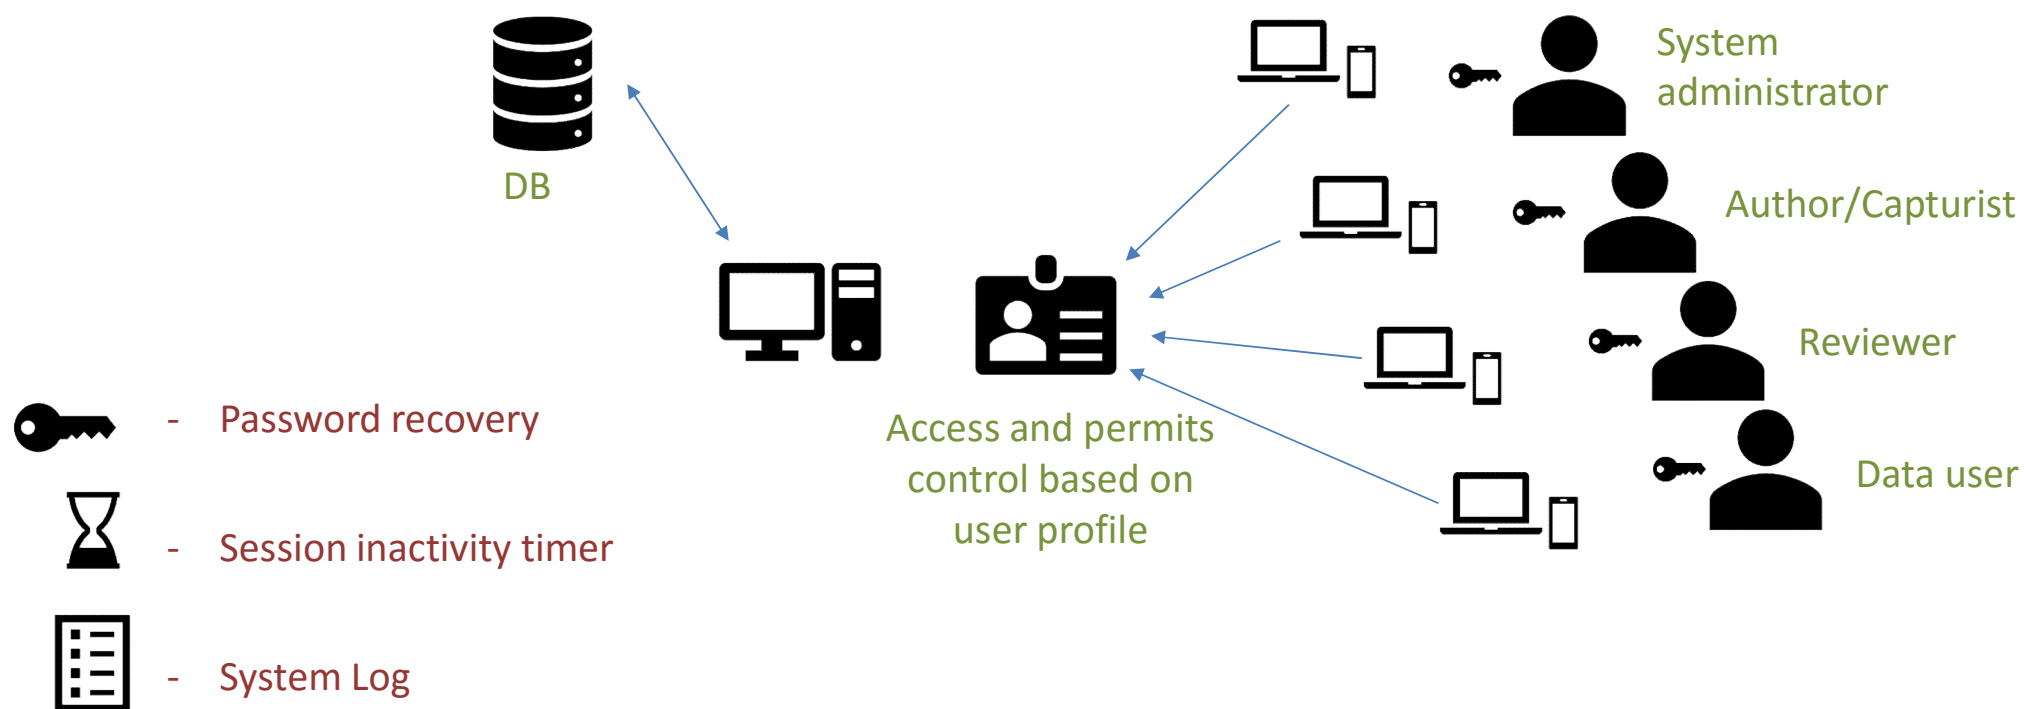 System
administrator
DB
Author/Capturist
Reviewer
- Password recovery
Access and permits
control based on
user profile
Data user
- Session inactivity timer
- System Log